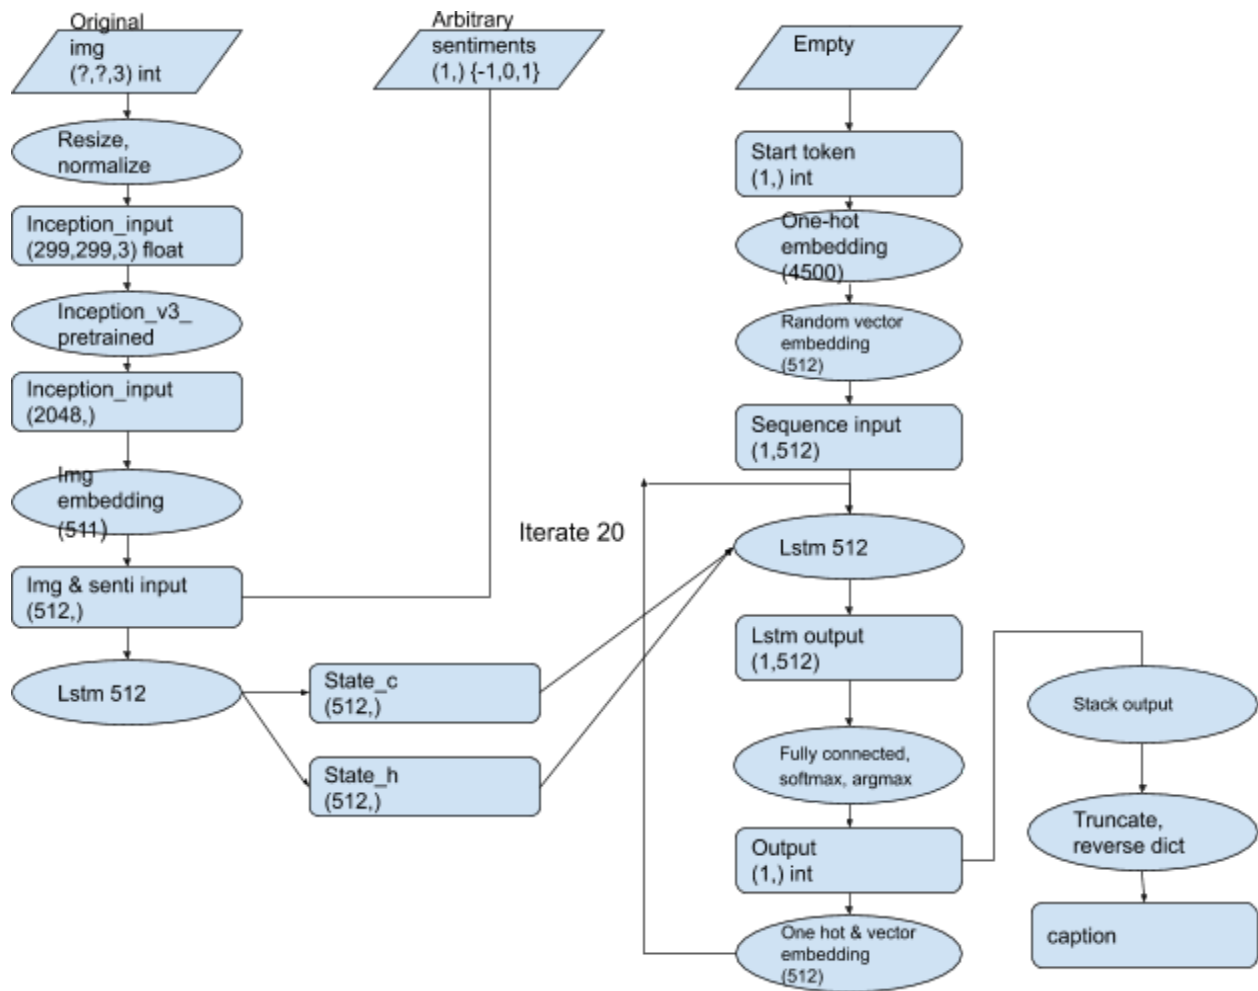 Original
img
(?,?,3) int
Resize,
normalize
Inception_input
(299,299,3) float
Inception_v3_
pretrained
Inception_input
(2048,)
Img
embedding
(511)
Img & senti input
(512,)
Lstm 512
Arbitrary
sentiments
(1,) {-1,0,1}
State_c
(512,)
State_h
(512,)
Iterate 20
Empty
Start token
(1,) int
One-hot
embedding
(4500)
Random vector
embedding
(512)
Sequence input
(1,512)
Lstm 512
Lstm output
(1,512)
Fully connected,
softmax, argmax
Output
(1,) int
One hot & vector
embedding
(512)
Stack output
Truncate,
reverse dict
caption